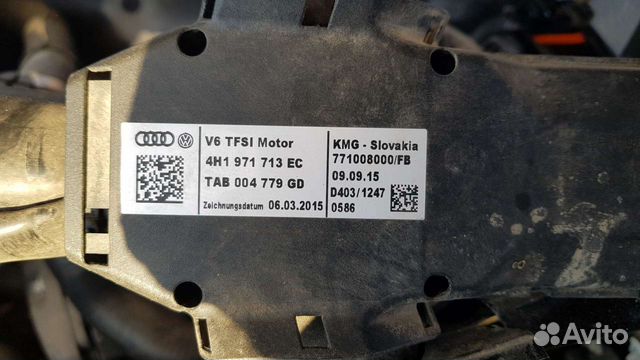 V6 TFSI Motor
4H1 971 713 EC
TAB 004 779 GD
Zeichnungsdatum 06.03.2015
KMG - Slovakia
771008000/FB
09.09.15
D403/1247
0586
Avito